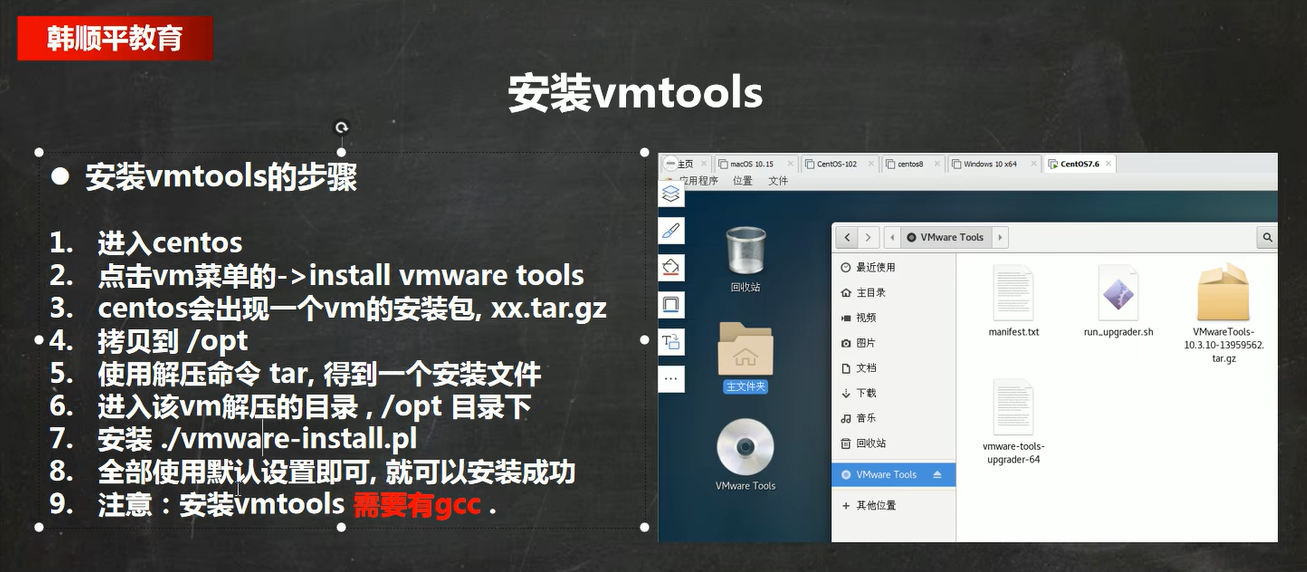 韩顺平教育
安装vmtools
● 安装vmtools的步骤
1. 进入centos
2. 点击vm菜单的->install vmware tools
3. centos会出现一个vm的安装包, xx.tar.gz
4. 拷贝到 /opt
5. 使用解压命令 tar, 得到一个安装文件
6. 进入该vm解压的目录 , /opt 目录下
7. 安装 ./vmware-install.pl
8. 全部使用默认设置即可, 就可以安装成功
9. 注意：安装vmtools 需要有gcc .
主页 macOS 10.15 CentOS-102 centos8 Windows 10 x64 CentOS7.6
应用程序 位置 文件
回收站
主文件夹
VMware Tools
VMware Tools
最近使用
主目录
视频
图片
文档
下载
音乐
回收站
VMware Tools
其他位置
manifest.txt
run_upgrader.sh
VMwareTools-
10.3.10-13959562.
tar.gz
vmware-tools-
upgrader-64